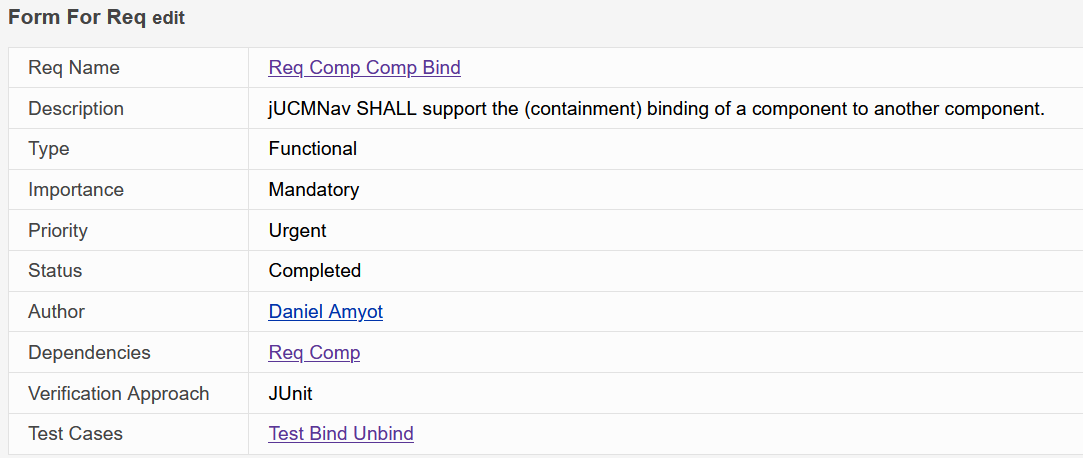 Form For Req edit
Req Name Req Comp Comp Bind
Description jUCMNav SHALL support the (containment) binding of a component to another component.
Type Functional
Importance Mandatory
Priority Urgent
Status Completed
Author Daniel Amyot
Dependencies Req Comp
Verification Approach JUnit
Test Cases Test Bind Unbind